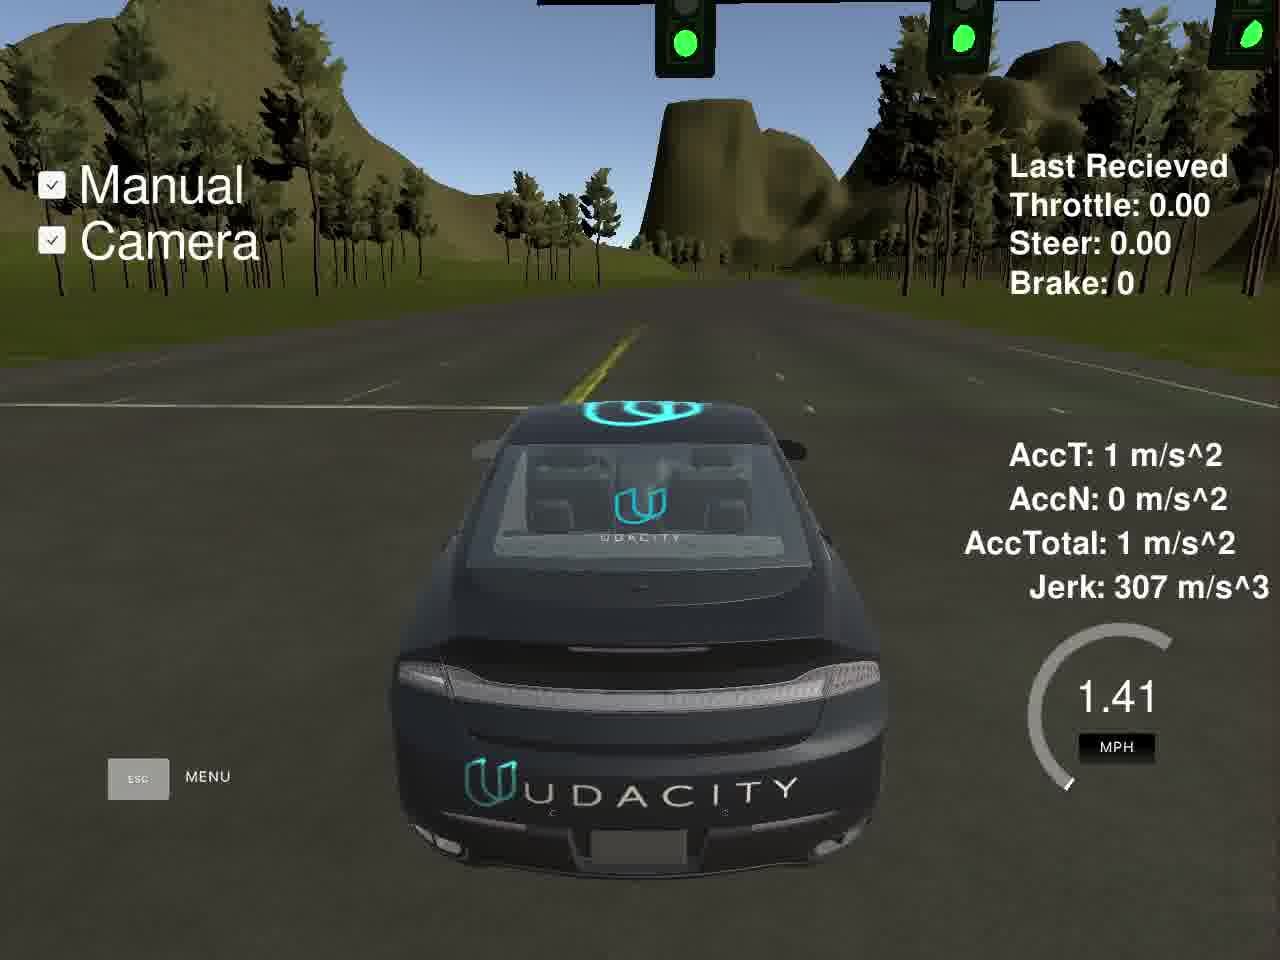 Manual
Camera
Last Recieved
Throttle: 0.00
Steer: 0.00
Brake: 0
AccT: 1 m/s^2
AccN: 0 m/s^2
AccTotal: 1 m/s^2
Jerk: 307 m/s^3
UDACITY
1.41
MPH
ESC MENU
UDACITY